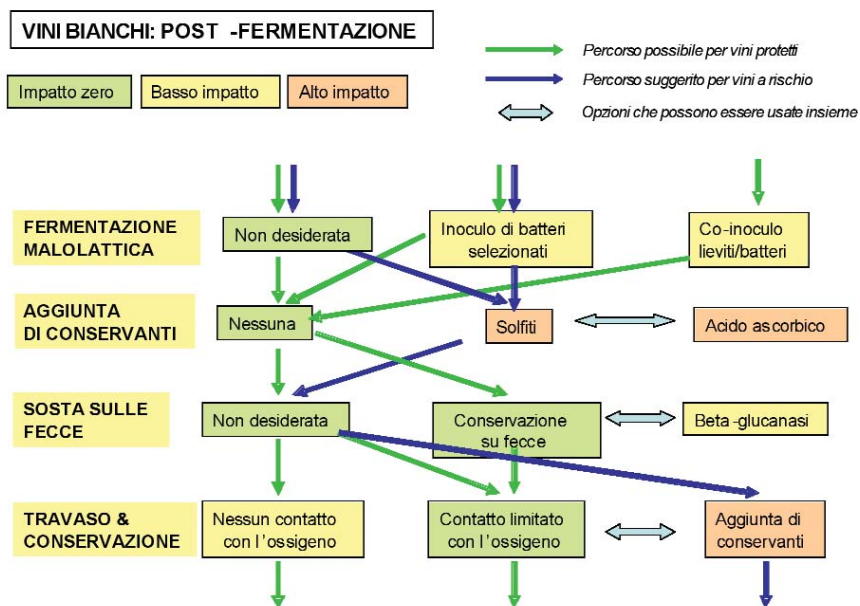 VINI BIANCHI: POST -FERMENTAZIONE
Percorso possibile per vini protetti
Percorso suggerito per vini a rischio
Opzioni che possono essere usate insieme
Impatto zero
Basso impatto
Alto impatto
FERMENTAZIONE
MALOLATTICA
Non desiderata
Inoculo di batteri
selezionati
Co-inoculo
lieviti/batteri
AGGIUNTA
DI CONSERVANTI
Nessuna
Solfiti
Acido ascorbico
SOSTA SULLE
FECCE
Non desiderata
Conservazione
su fecce
Beta -glucanasi
TRAVASO &
CONSERVAZIONE
Nessun contatto
con l'ossigeno
Contatto limitato
con l'ossigeno
Aggiunta di
conservanti